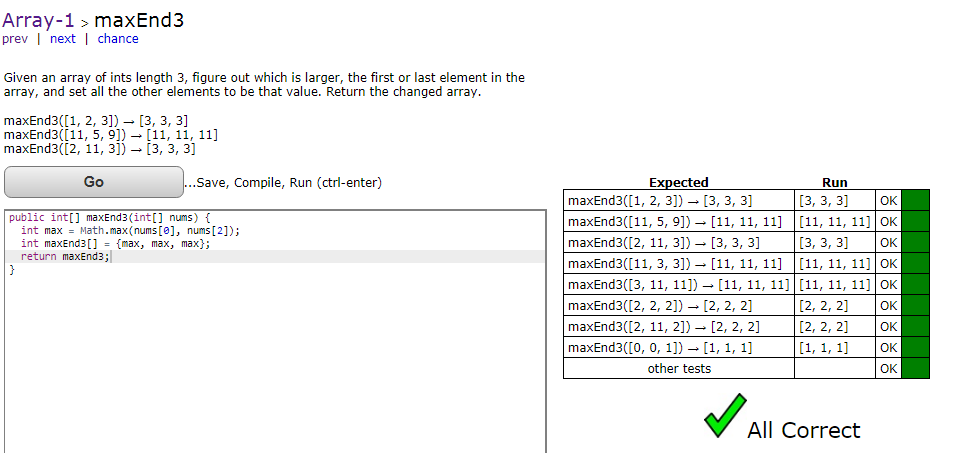 Array-1 > maxEnd3
prev | next | chance
Given an array of ints length 3, figure out which is larger, the first or last element in the
array, and set all the other elements to be that value. Return the changed array.
maxEnd3([1, 2, 3]) → [3, 3, 3]
maxEnd3([11, 5, 9]) → [11, 11, 11]
maxEnd3([2, 11, 3]) → [3, 3, 3]
Go ...Save, Compile, Run (ctrl-enter)
public int[] maxEnd3(int[] nums) {
int max = Math.max(nums[0], nums[2]);
int maxEnd3[] = {max, max, max};
return maxEnd3;
}
Expected Run
maxEnd3([1, 2, 3]) → [3, 3, 3] [3, 3, 3] OK
maxEnd3([11, 5, 9]) → [11, 11, 11] [11, 11, 11] OK
maxEnd3([2, 11, 3]) → [3, 3, 3] [3, 3, 3] OK
maxEnd3([11, 3, 3]) → [11, 11, 11] [11, 11, 11] OK
maxEnd3([3, 11, 11]) → [11, 11, 11] [11, 11, 11] OK
maxEnd3([2, 2, 2]) → [2, 2, 2] [2, 2, 2] OK
maxEnd3([2, 11, 2]) → [2, 2, 2] [2, 2, 2] OK
maxEnd3([0, 0, 1]) → [1, 1, 1] [1, 1, 1] OK
other tests OK
All Correct